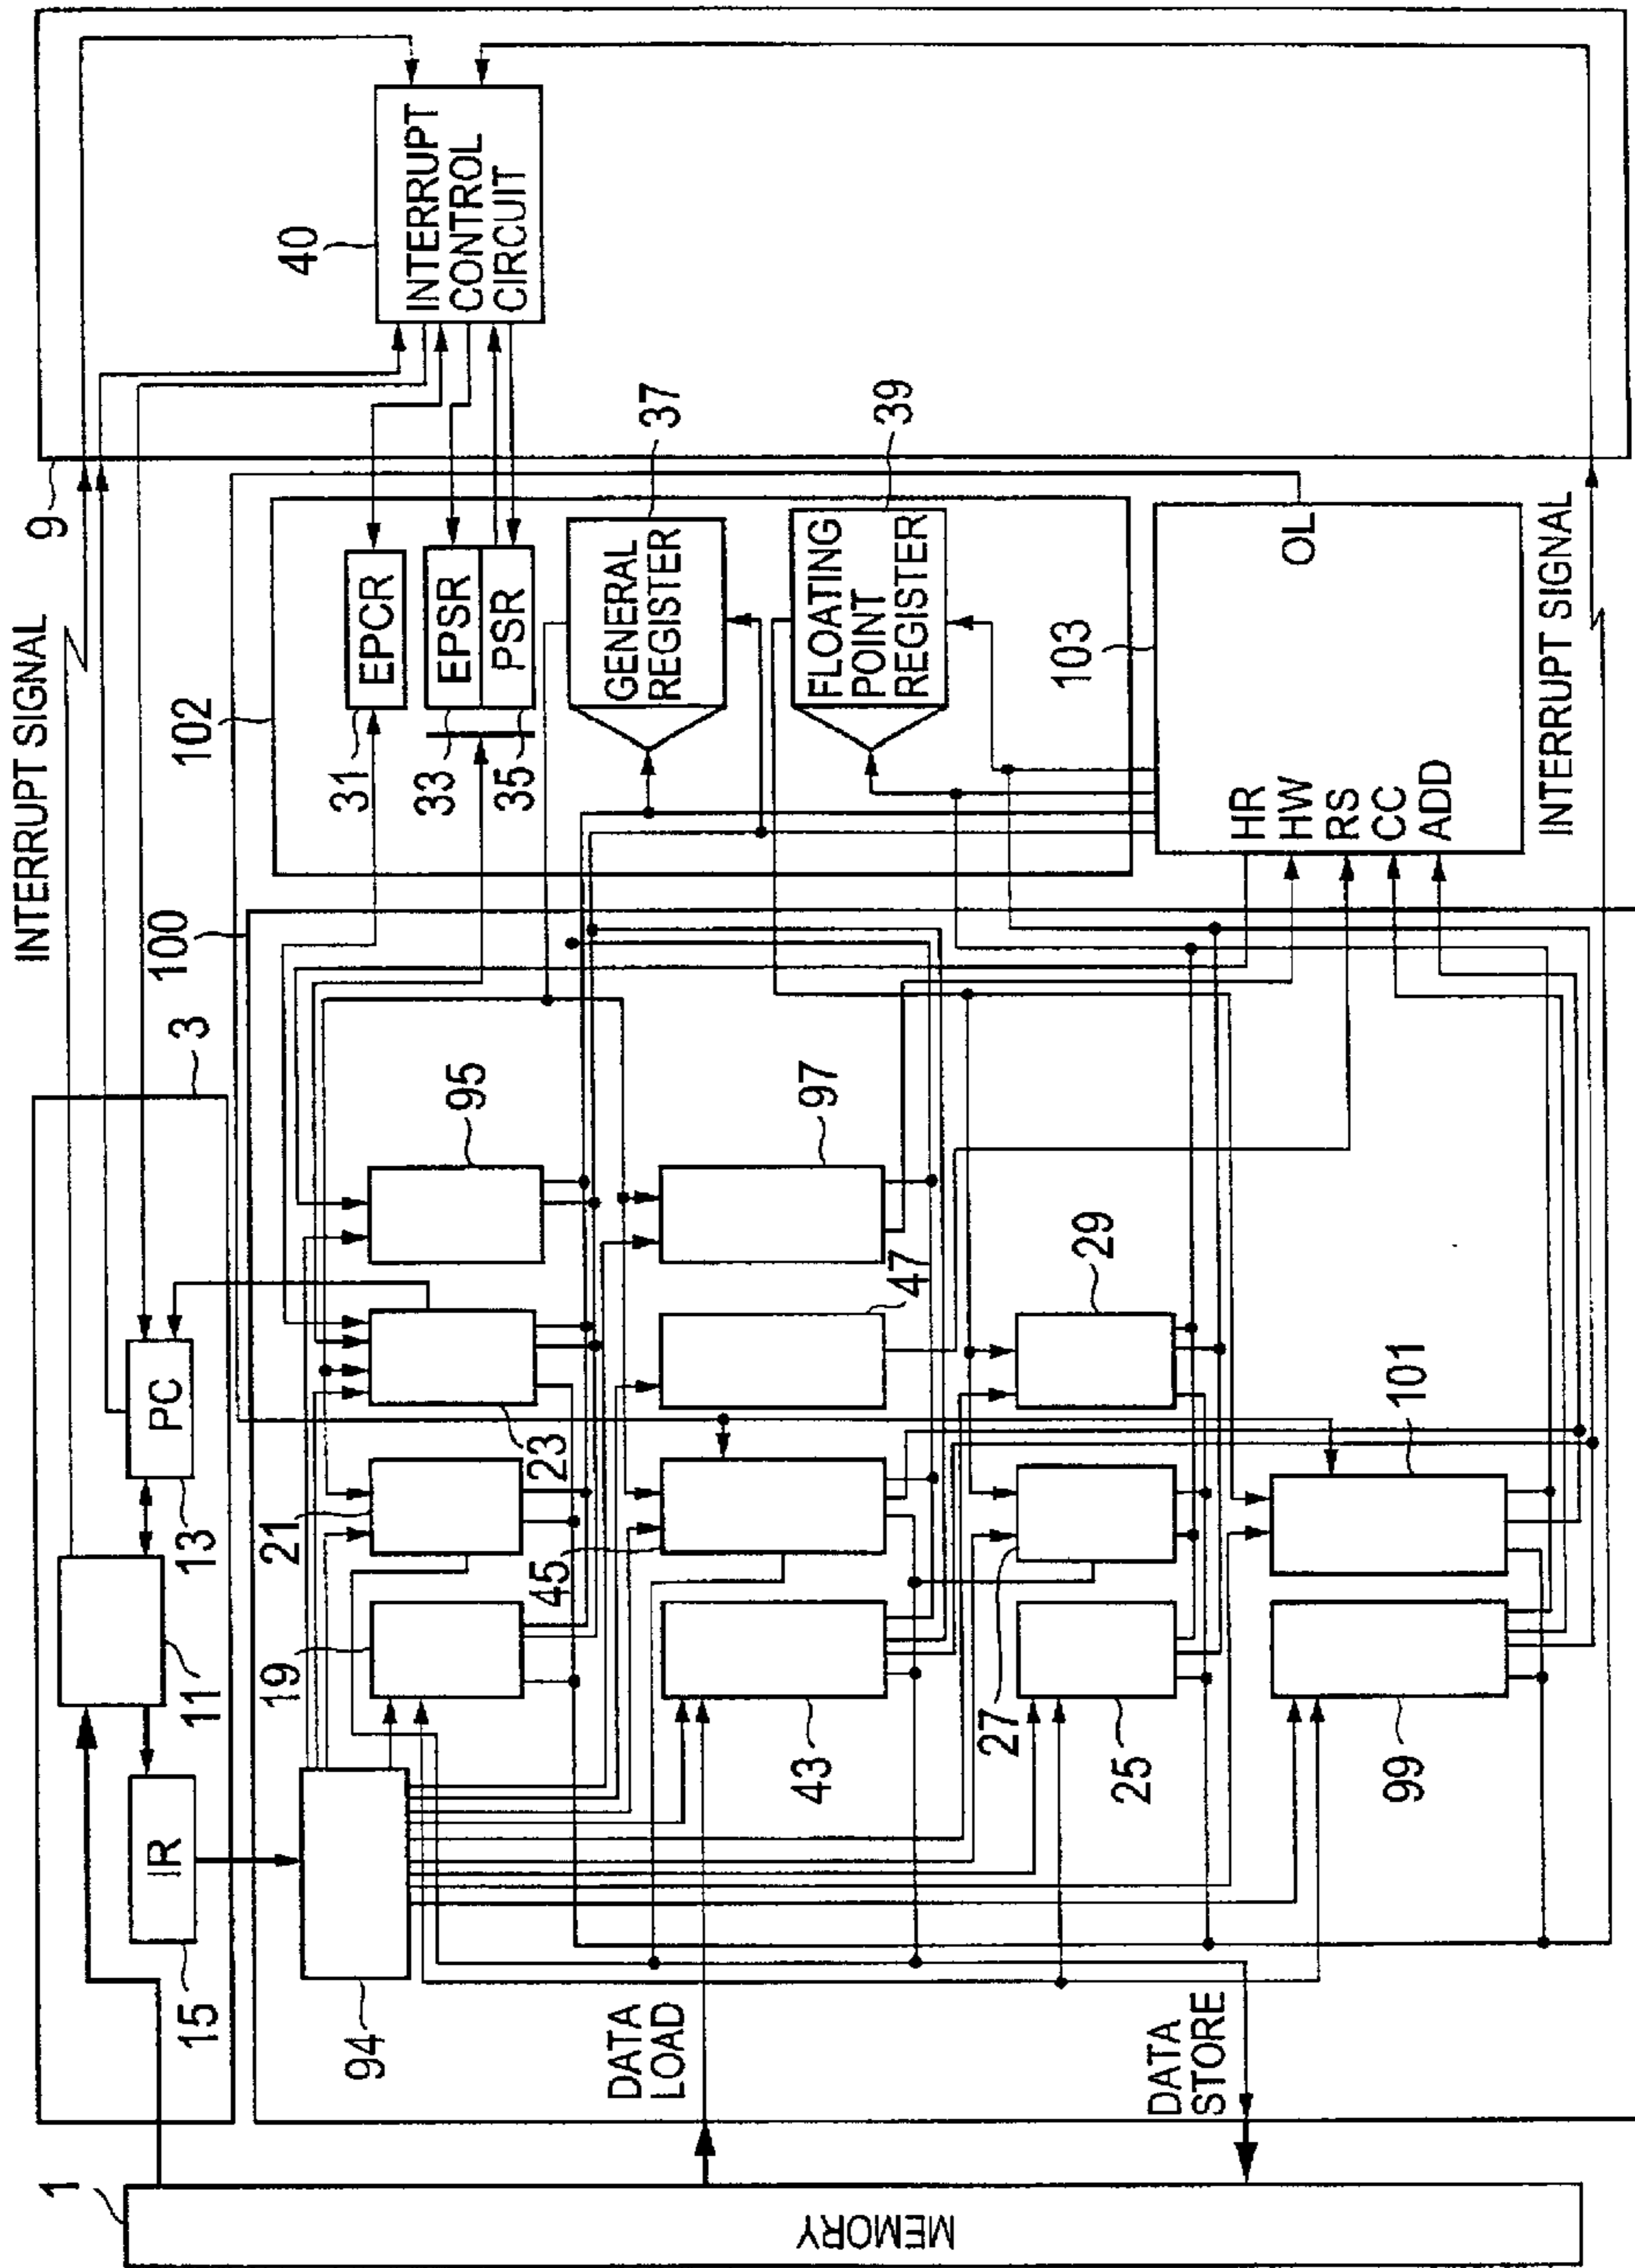 1
MEMORY
INTERRUPT SIGNAL
9
3
15
IR
11
13
PC
100
102
94
19
21
23
95
31
EPCR
33
EPSR
35
PSR
40
INTERRUPT
CONTROL
CIRCUIT
DATA
LOAD
43
45
47
97
GENERAL
REGISTER
37
FLOATING
POINT
REGISTER
39
25
27
29
DATA
STORE
99
101
103
HR
HW
RS
CC
ADD
OL
INTERRUPT SIGNAL